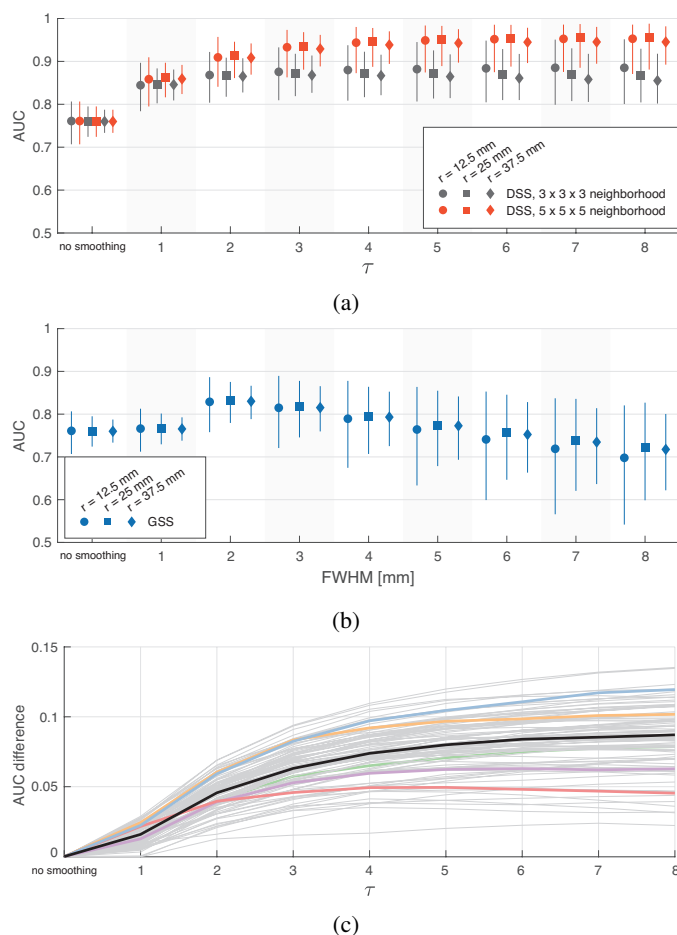 1
0.9
0.8
0.7
0.6
0.5
AUC
r = 12.5 mm
r = 25 mm
r = 37.5 mm
DSS, 3 x 3 x 3 neighborhood
DSS, 5 x 5 x 5 neighborhood
no smoothing 1 2 3 4 5 6 7 8
τ
(a)
1
0.9
0.8
0.7
0.6
0.5
AUC
r = 12.5 mm
r = 25 mm
r = 37.5 mm
GSS
no smoothing 1 2 3 4 5 6 7 8
FWHM [mm]
(b)
0.15
0.1
0.05
0
AUC difference
no smoothing 1 2 3 4 5 6 7 8
τ
(c)